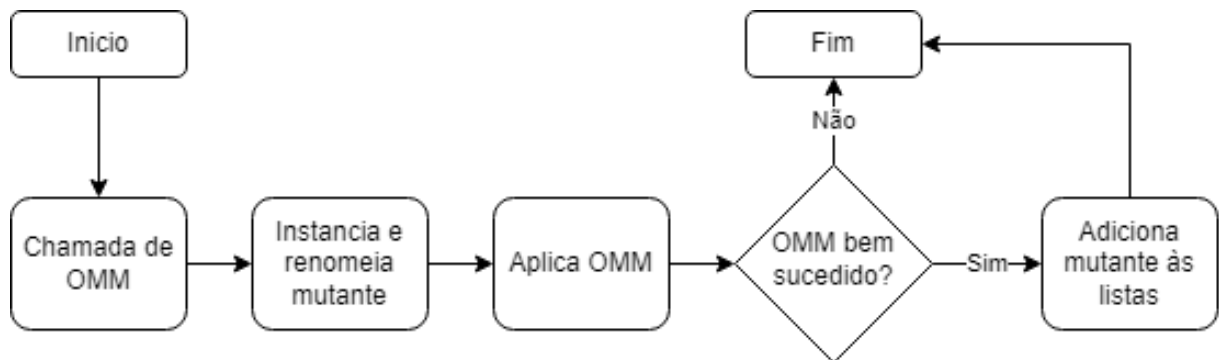 Inicio
Chamada de
OMM
Instancia e
renomeia
mutante
Aplica OMM
OMM bem
sucedido?
Não
Fim
Sim
Adiciona
mutante às
listas